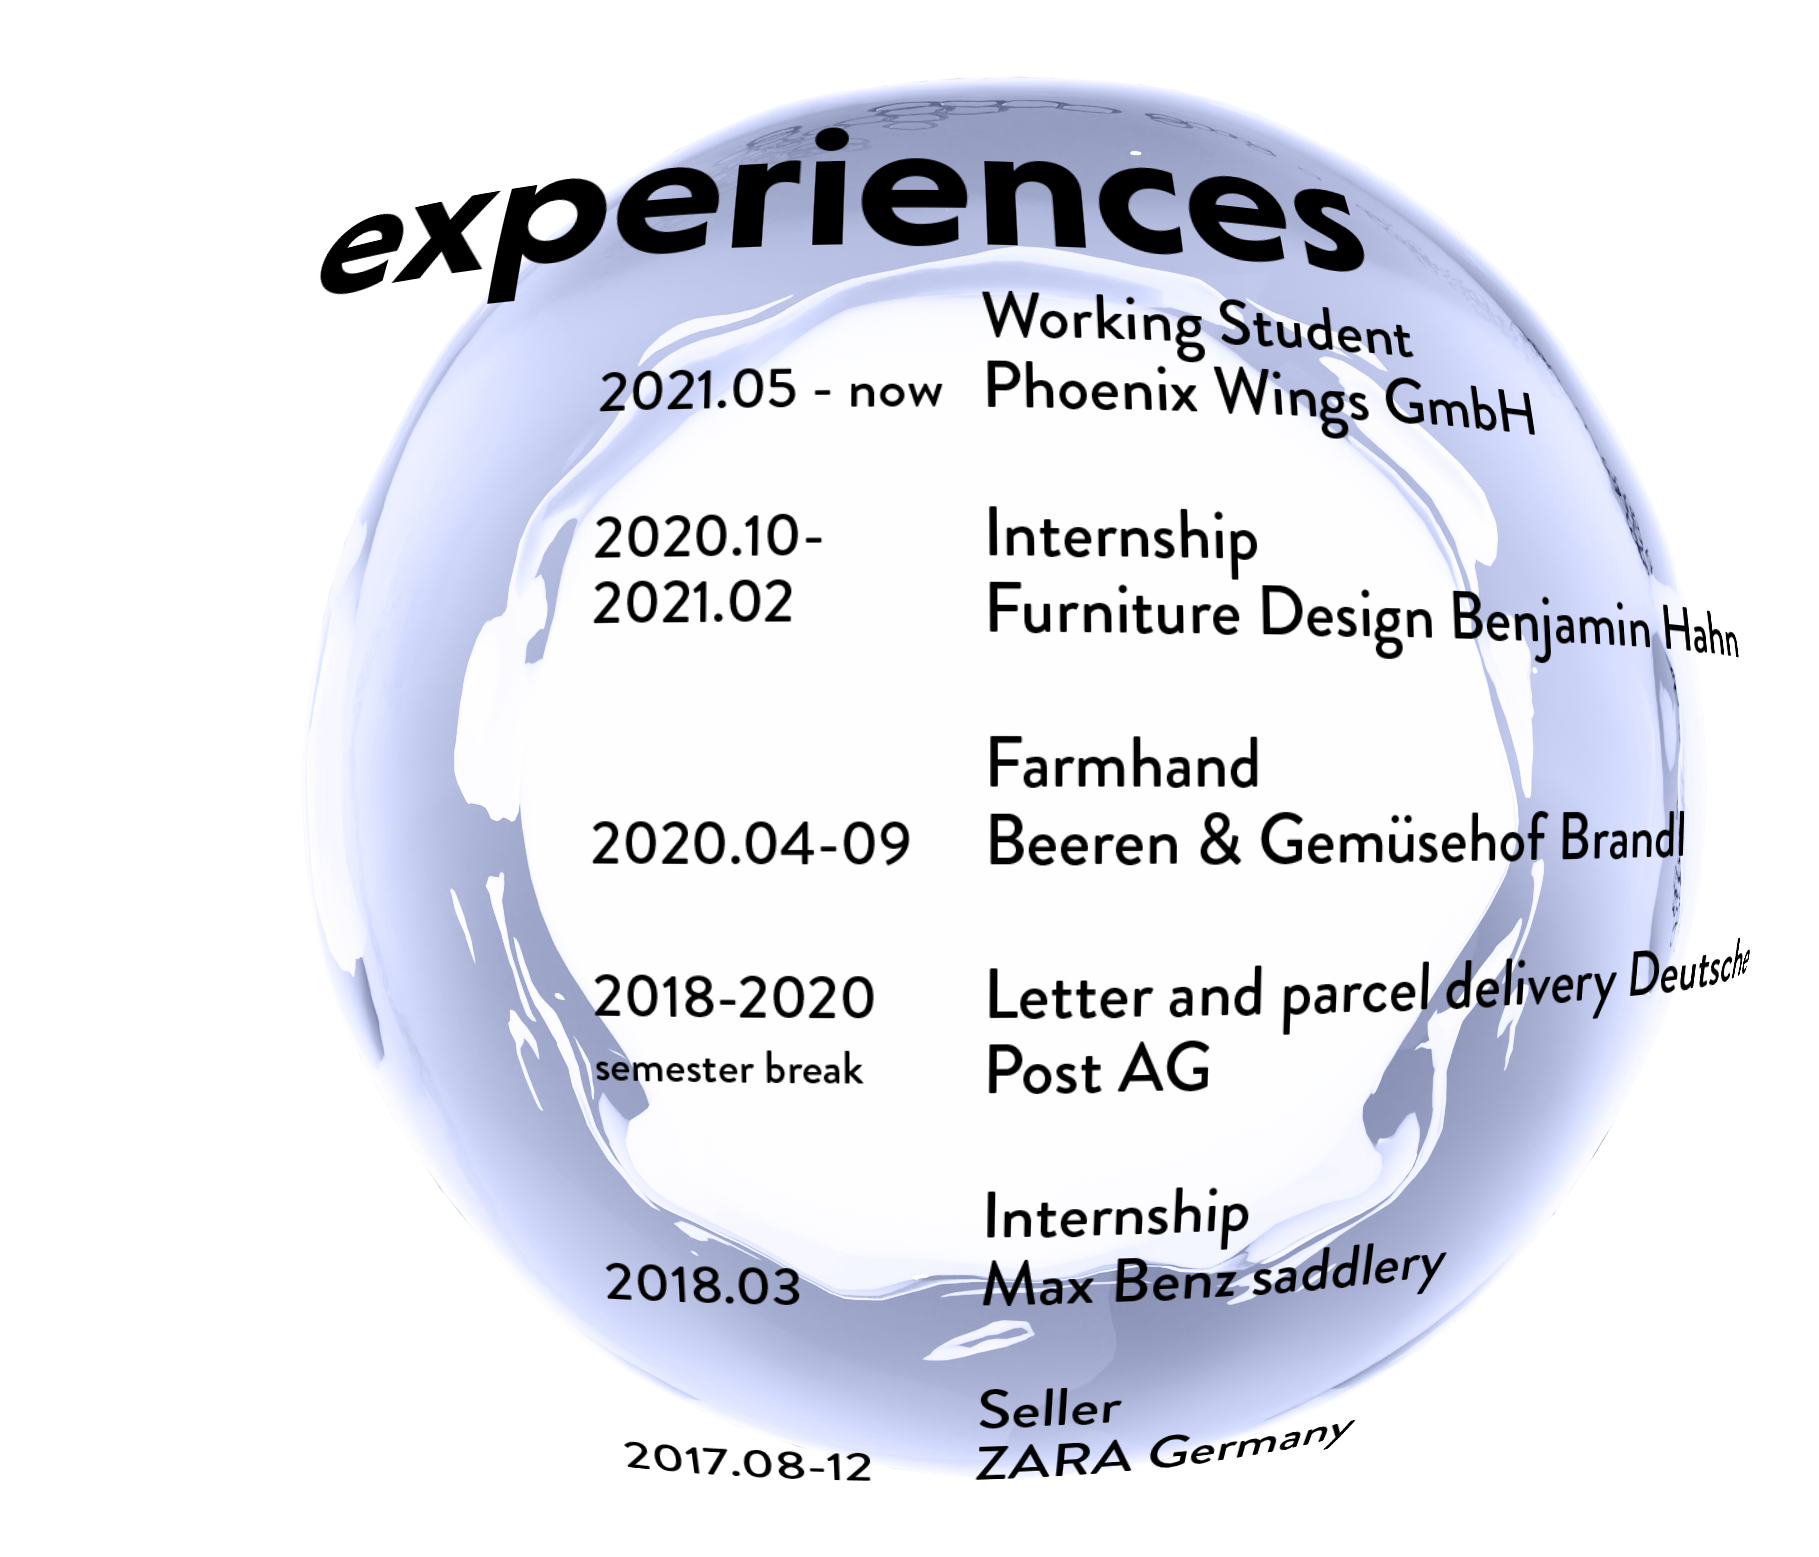 experiences
Working Student
2021.05 - now Phoenix Wings GmbH
2020.10- Internship
2021.02 Furniture Design Benjamin Hahn
Farmhand
2020.04-09 Beeren & Gemüsehof Brandl
2018-2020 Letter and parcel delivery Deutsche
semester break Post AG
Internship
2018.03 Max Benz saddlery
Seller
2017.08-12 ZARA Germany